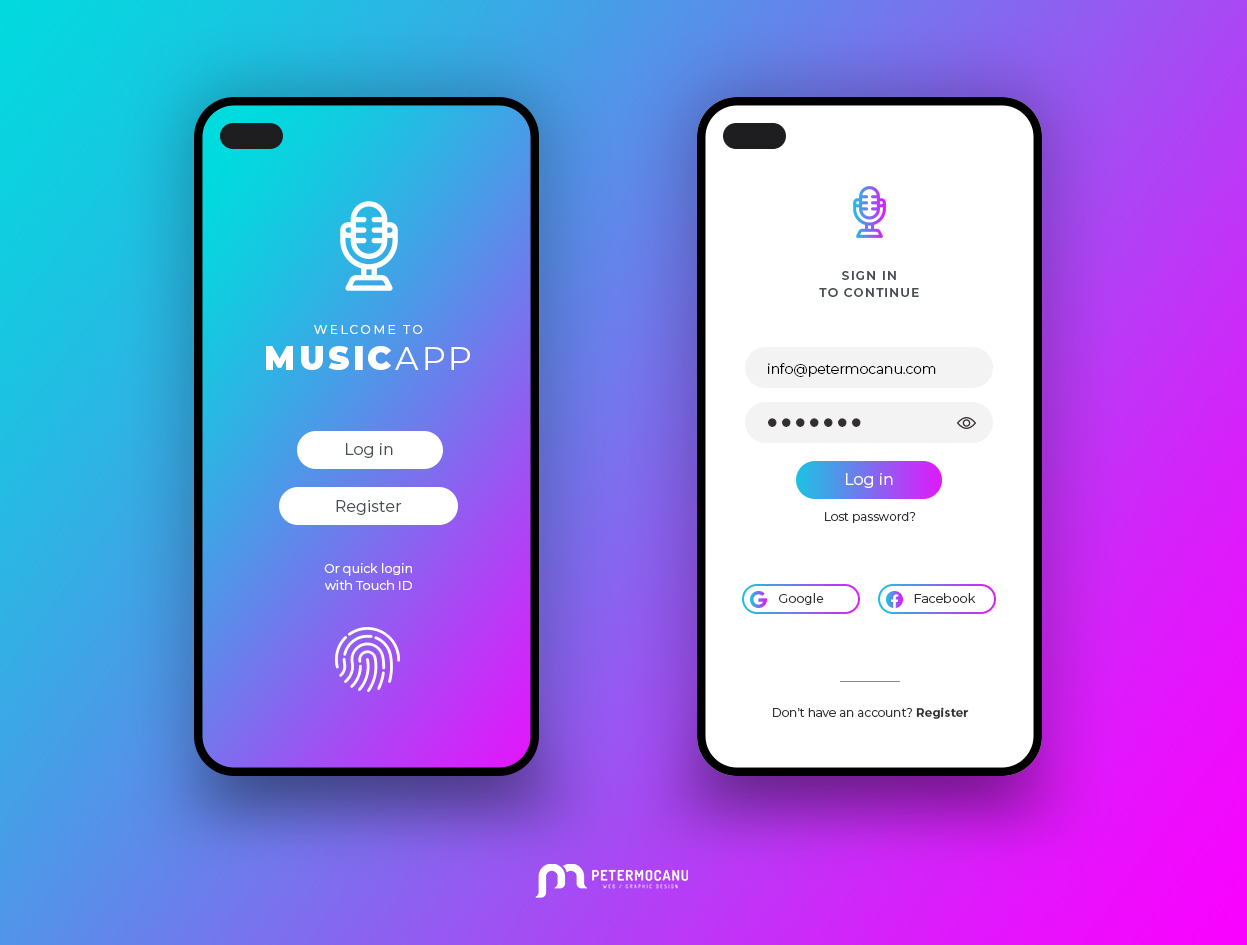 WELCOME TO
MUSICAPP
Log in
Register
Or quick login
with Touch ID
SIGN IN
TO CONTINUE
info@petermocanu.com
Log in
Lost password?
Google
Facebook
Don't have an account? Register
PETERMOCANU
WEB / GRAPHIC DESIGN